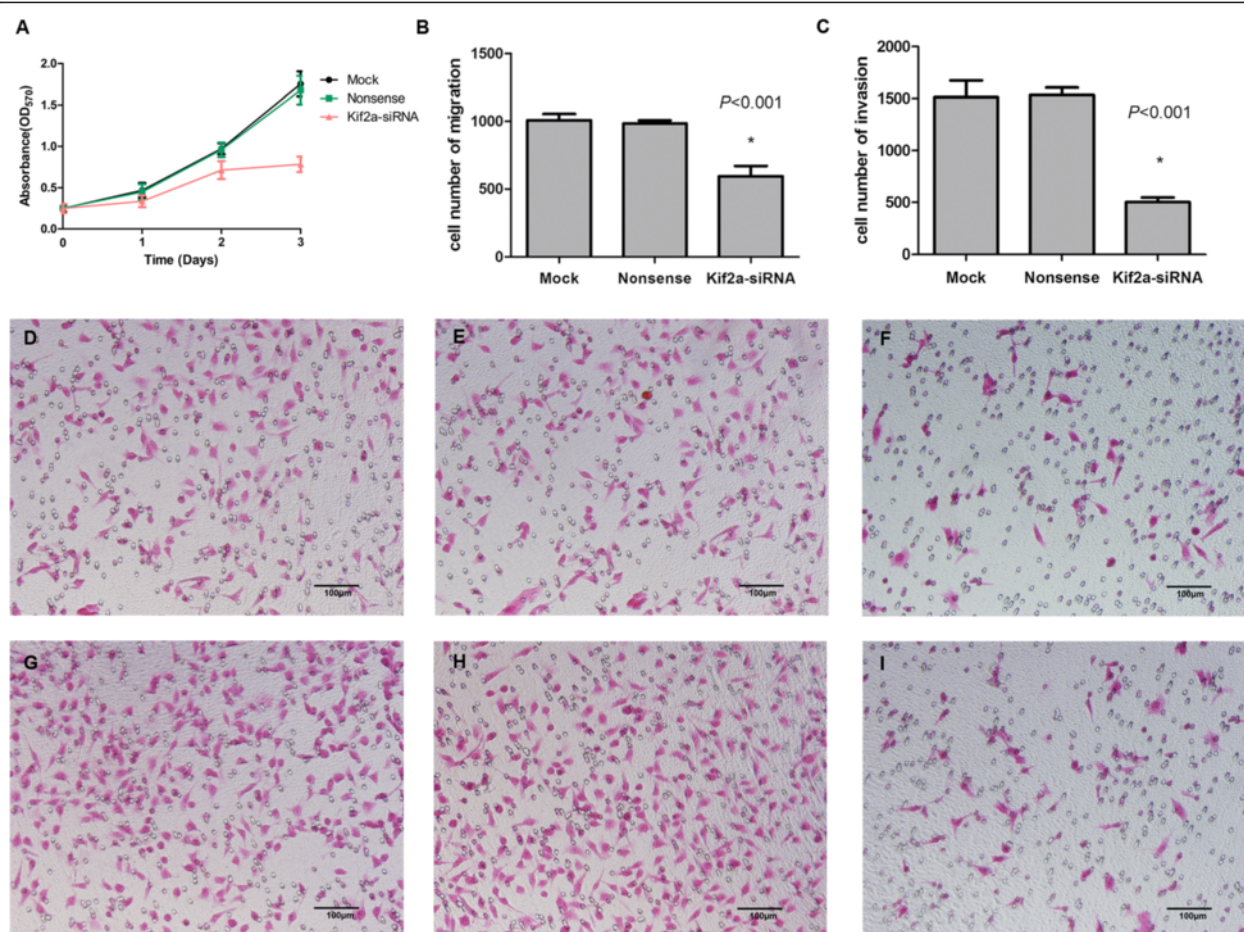 A
Absorbance(OD570)
2.0
1.5
1.0
0.5
0.0
0 1 2 3
Time (Days)
Mock
Nonsense
Kif2a-siRNA
B
cell number of migration
1500
1000
500
0
P<0.001
*
Mock Nonsense Kif2a-siRNA
C
cell number of invasion
2000
1500
1000
500
0
P<0.001
*
Mock Nonsense Kif2a-siRNA
D
100μm
E
100μm
F
100μm
G
100μm
H
100μm
I
100μm